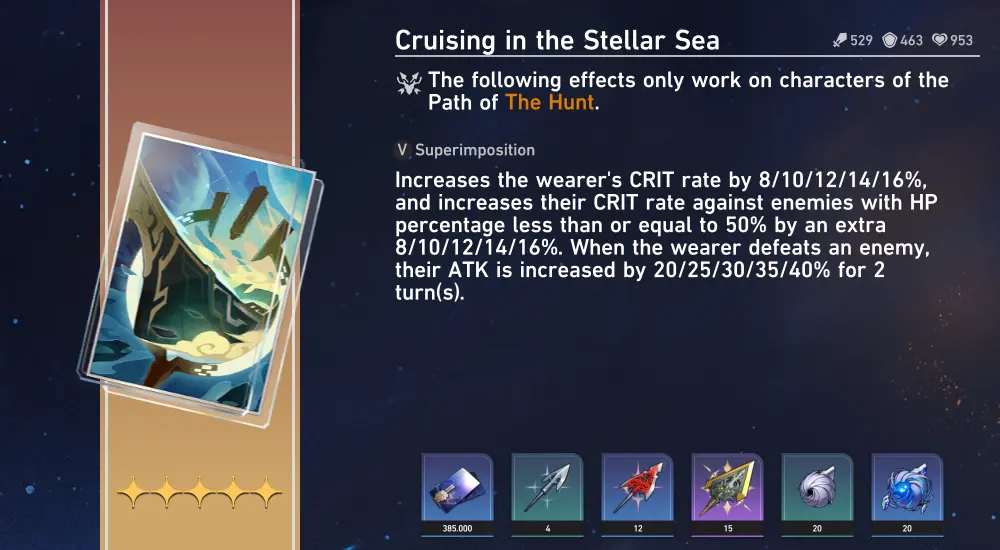 Cruising in the Stellar Sea
529 463 953
The following effects only work on characters of the
Path of The Hunt.
V Superimposition
Increases the wearer's CRIT rate by 8/10/12/14/16%,
and increases their CRIT rate against enemies with HP
percentage less than or equal to 50% by an extra
8/10/12/14/16%. When the wearer defeats an enemy,
their ATK is increased by 20/25/30/35/40% for 2
turn(s).
385.000 4 12 15 20 20